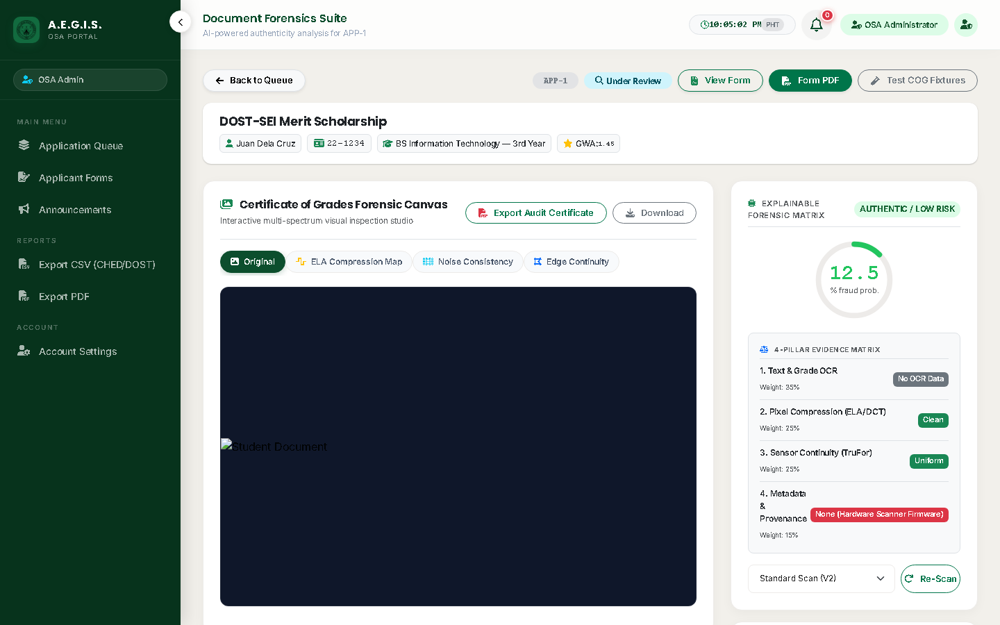 A.E.G.I.S.
OSA PORTAL
OSA Admin
MAIN MENU
Application Queue
Applicant Forms
Announcements
REPORTS
Export CSV (CHED/DOST)
Export PDF
ACCOUNT
Account Settings
Document Forensics Suite
AI-powered authenticity analysis for APP-1
10:05:02 PM PHT
0
OSA Administrator
Back to Queue
APP-1
Under Review
View Form
Form PDF
Test COG Fixtures
DOST-SEI Merit Scholarship
Juan Dela Cruz
22-1234
BS Information Technology — 3rd Year
GWA:1.45
Certificate of Grades Forensic Canvas
Interactive multi-spectrum visual inspection studio
Export Audit Certificate
Download
Original
ELA Compression Map
Noise Consistency
Edge Continuity
Student Document
EXPLAINABLE
FORENSIC MATRIX
AUTHENTIC / LOW RISK
12.5
% fraud prob.
4-PILLAR EVIDENCE MATRIX
1. Text & Grade OCR
Weight: 35%
No OCR Data
2. Pixel Compression (ELA/DCT)
Weight: 25%
Clean
3. Sensor Continuity (TruFor)
Weight: 25%
Uniform
4. Metadata
&
Provenance
Weight: 15%
None (Hardware Scanner Firmware)
Standard Scan (V2)
Re-Scan